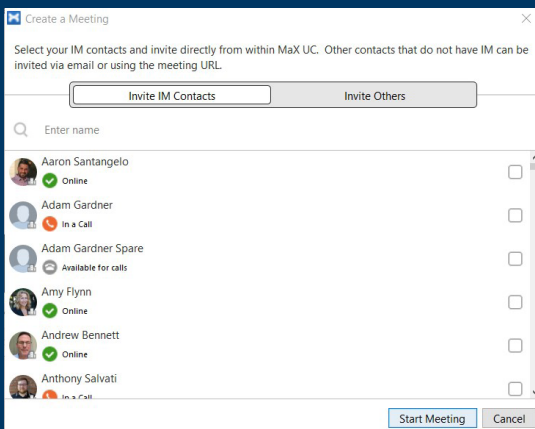 Create a Meeting
Select your IM contacts and invite directly from within MaX UC. Other contacts that do not have IM can be
invited via email or using the meeting URL.
Invite IM Contacts
Invite Others
Enter name
Aaron Santangelo
Online
Adam Gardner
In a Call
Adam Gardner Spare
Available for calls
Amy Flynn
Online
Andrew Bennett
Online
Anthony Salvati
In a Call
Start Meeting
Cancel